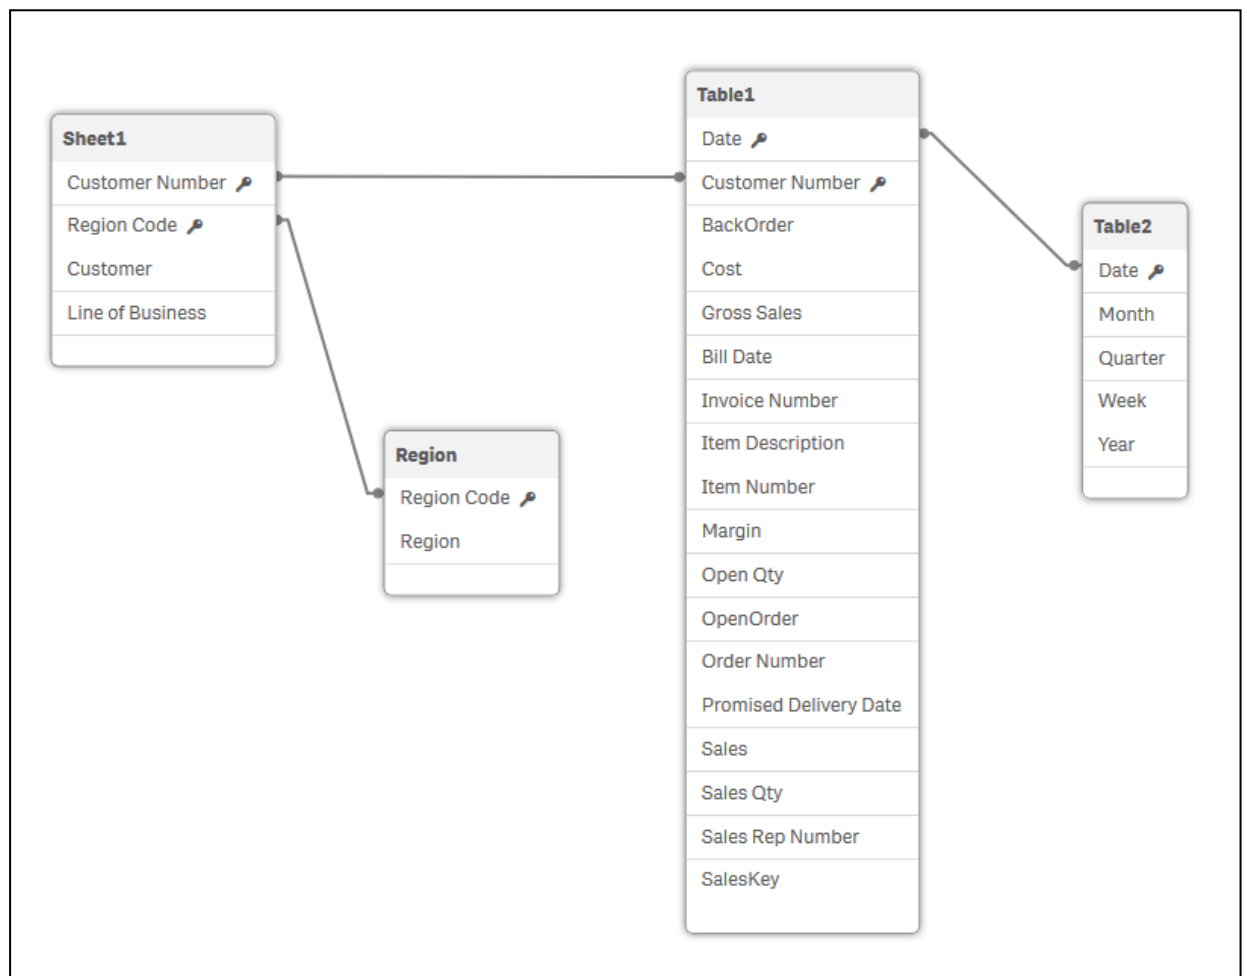 Sheet1
Customer Number
Region Code
Customer
Line of Business
Region
Region Code
Region
Table1
Date
Customer Number
BackOrder
Cost
Gross Sales
Bill Date
Invoice Number
Item Description
Item Number
Margin
Open Qty
OpenOrder
Order Number
Promised Delivery Date
Sales
Sales Qty
Sales Rep Number
SalesKey
Table2
Date
Month
Quarter
Week
Year